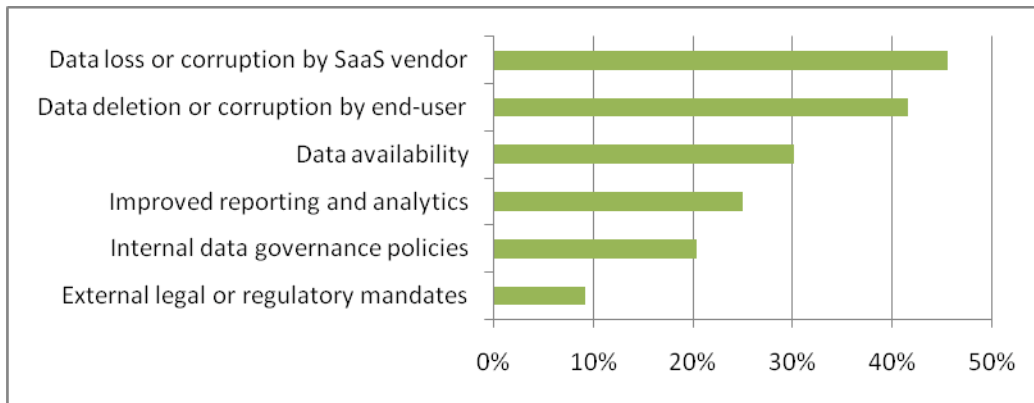 Data loss or corruption by SaaS vendor
Data deletion or corruption by end-user
Data availability
Improved reporting and analytics
Internal data governance policies
External legal or regulatory mandates
0% 10% 20% 30% 40% 50%